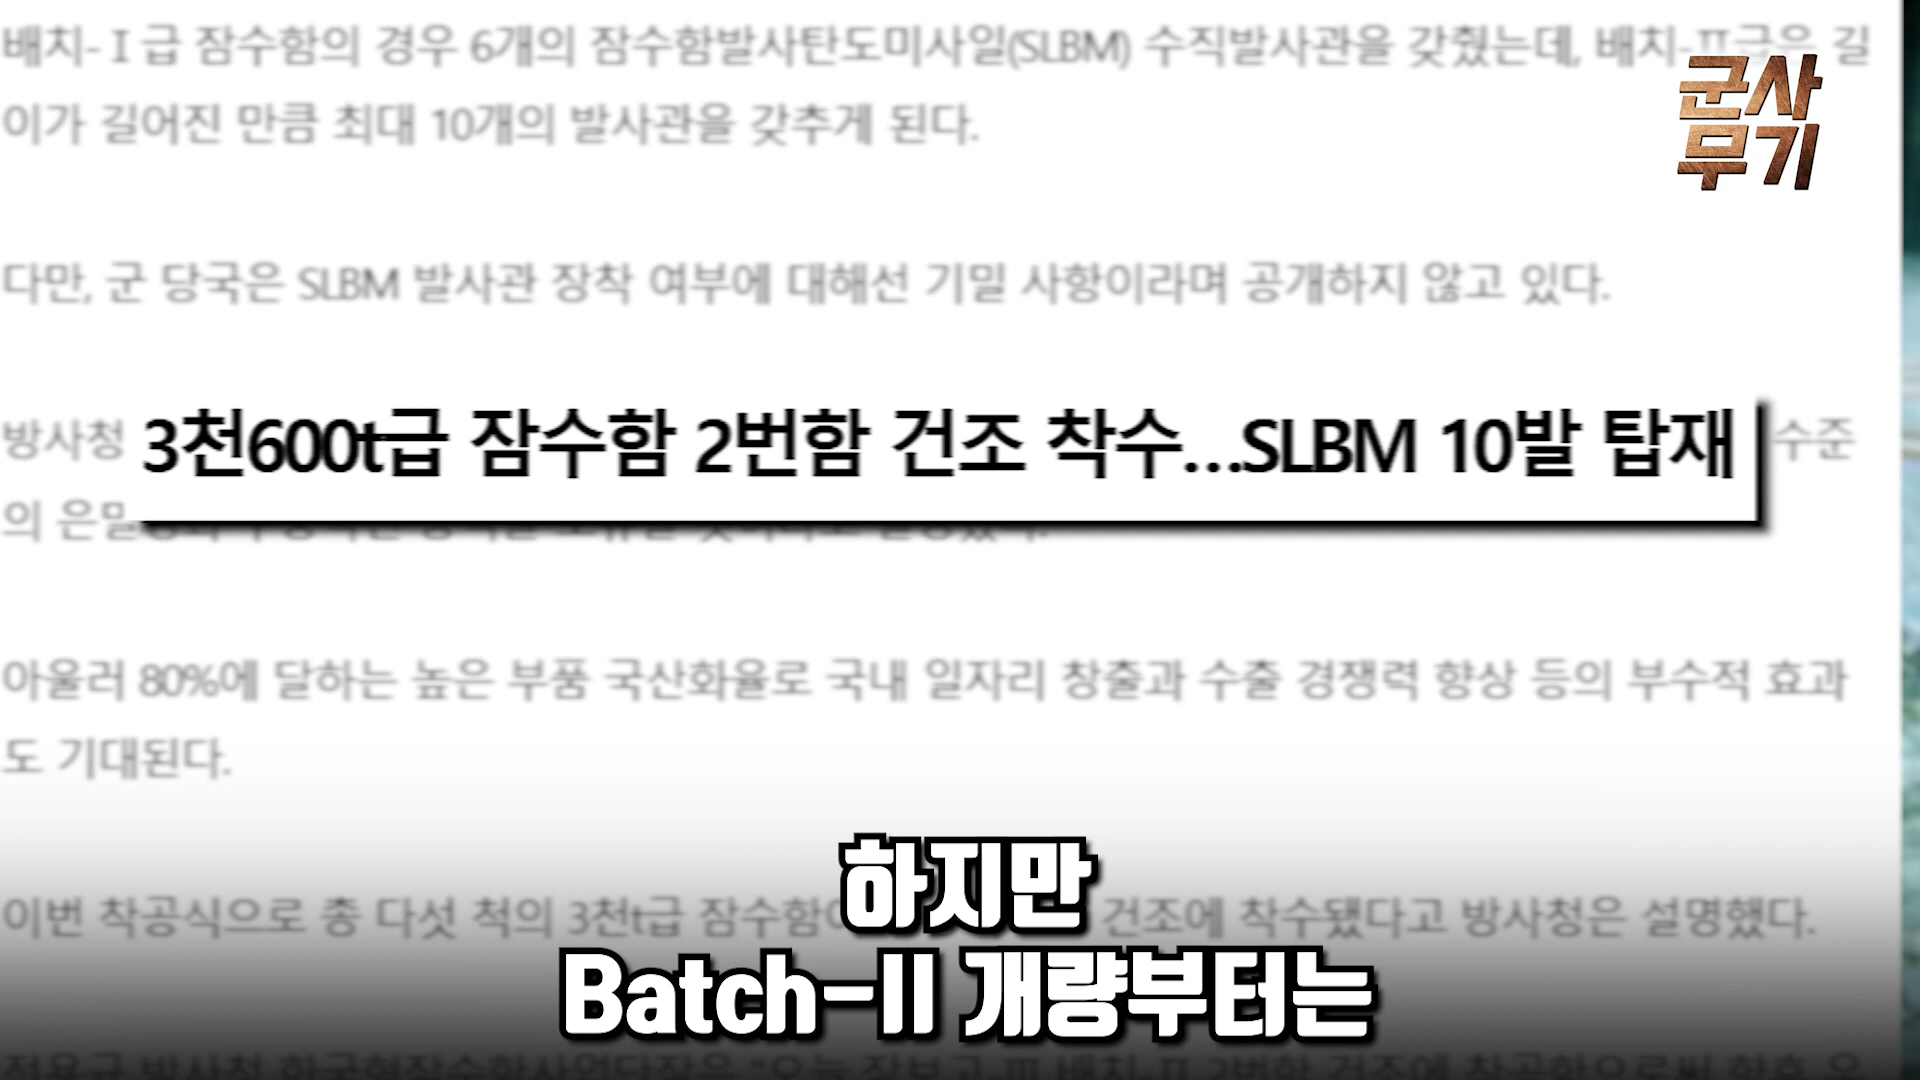 배치-Ⅰ급 잠수함의 경우 6개의 잠수함발사탄도미사일(SLBM) 수직발사관을 갖췄는데, 배치-Ⅱ급은 길
이가 길어진 만큼 최대 10개의 발사관을 갖추게 된다.
군사
무기
다만, 군 당국은 SLBM 발사관 장착 여부에 대해선 기밀 사항이라며 공개하지 않고 있다.
방사청
수준
3천600t급 잠수함 2번함 건조 착수...SLBM 10발 탑재
의 은밀
아울러 80%에 달하는 높은 부품 국산화율로 국내 일자리 창출과 수출 경쟁력 향상 등의 부수적 효과
도 기대된다.
이번 착공식으로 총 다섯 척의 3천t급 잠수함이 건조에 착수됐다고 방사청은 설명했다.
하지만
Batch-II 개량부터는